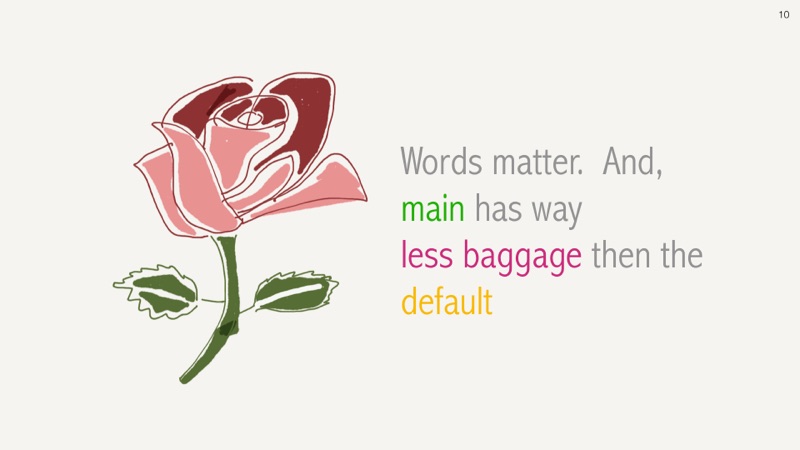 10
Words matter.  And,
main has way
less baggage then the
default